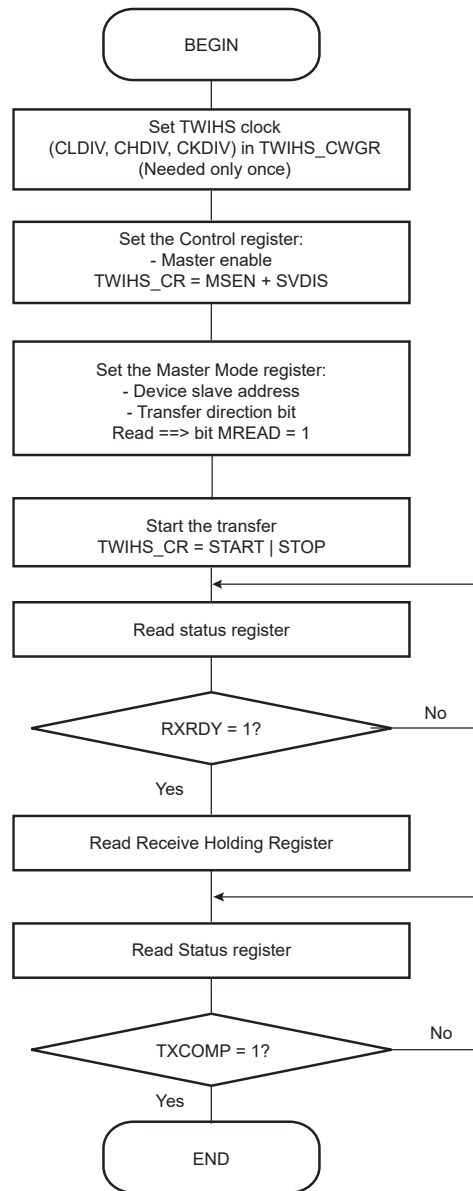 BEGIN
Set TWIHS clock
(CLDIV, CHDIV, CKDIV) in TWIHS_CWGR
(Needed only once)
Set the Control register:
- Master enable
TWIHS_CR = MSEN + SVDIS
Set the Master Mode register:
- Device slave address
- Transfer direction bit
Read ==> bit MREAD = 1
Start the transfer
TWIHS_CR = START | STOP
Read status register
RXRDY = 1?
No
Yes
Read Receive Holding Register
Read Status register
TXCOMP = 1?
No
Yes
END